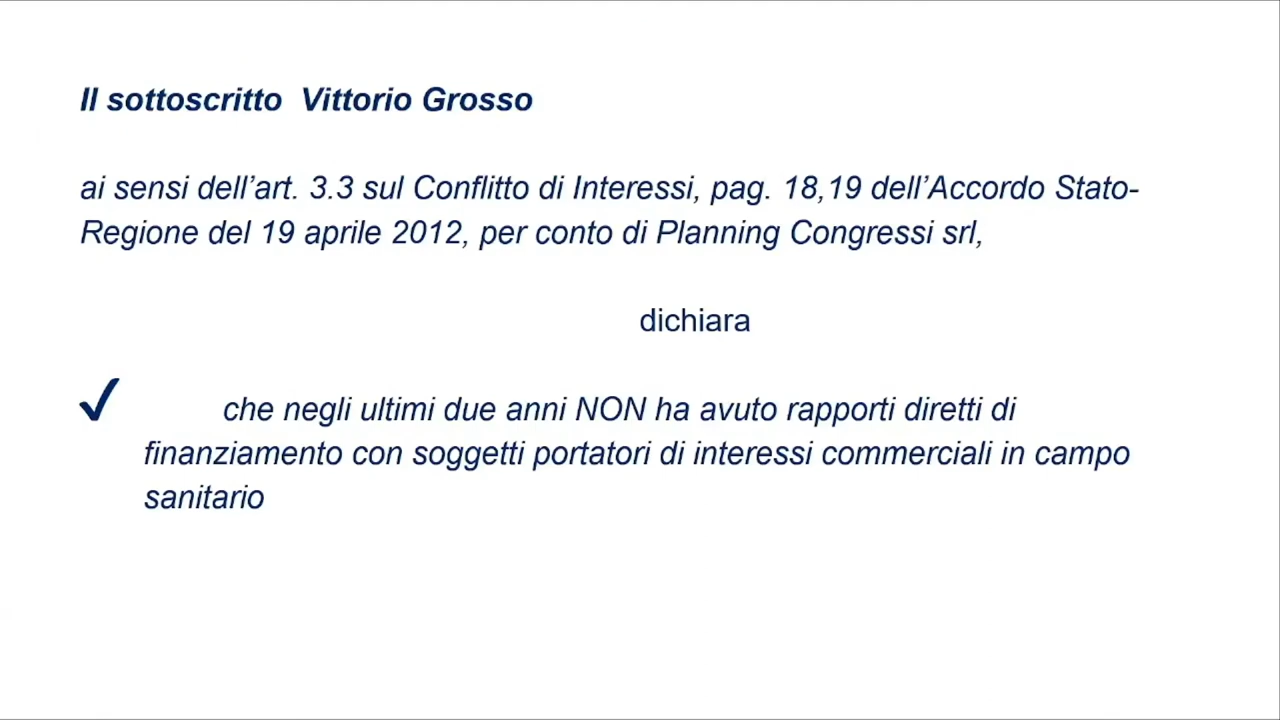 Il sottoscritto  Vittorio Grosso
ai sensi dell’art. 3.3 sul Conflitto di Interessi, pag. 18,19 dell’Accordo Stato-
Regione del 19 aprile 2012, per conto di Planning Congressi srl,
dichiara
✓ che negli ultimi due anni NON ha avuto rapporti diretti di
finanziamento con soggetti portatori di interessi commerciali in campo
sanitario